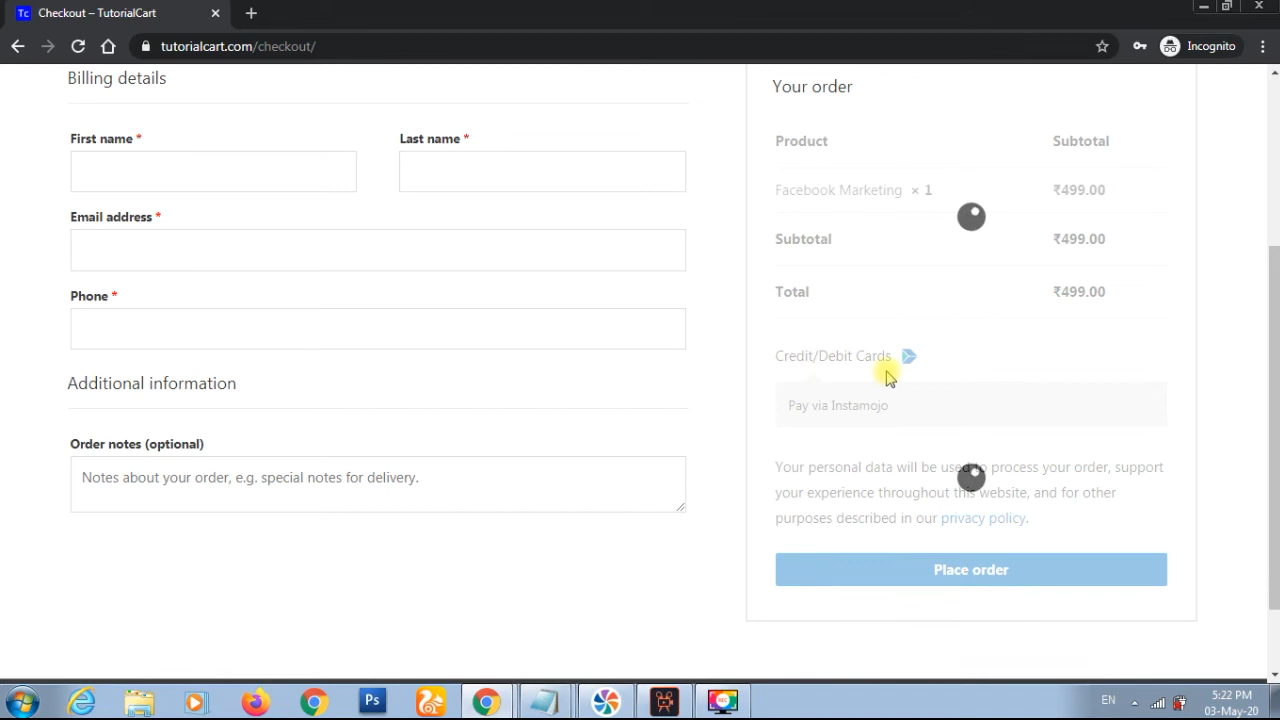 Tc Checkout – TutorialCart
tutorialcart.com/checkout/
Incognito
Billing details
First name *
Last name *
Email address *
Phone *
Additional information
Order notes (optional)
Notes about your order, e.g. special notes for delivery.
Your order
Product Subtotal
Facebook Marketing × 1 ₹499.00
Subtotal ₹499.00
Total ₹499.00
Credit/Debit Cards
Pay via Instamojo
Your personal data will be used to process your order, support
your experience throughout this website, and for other
purposes described in our privacy policy.
Place order
Ps
REC
EN
5:22 PM
03-May-20